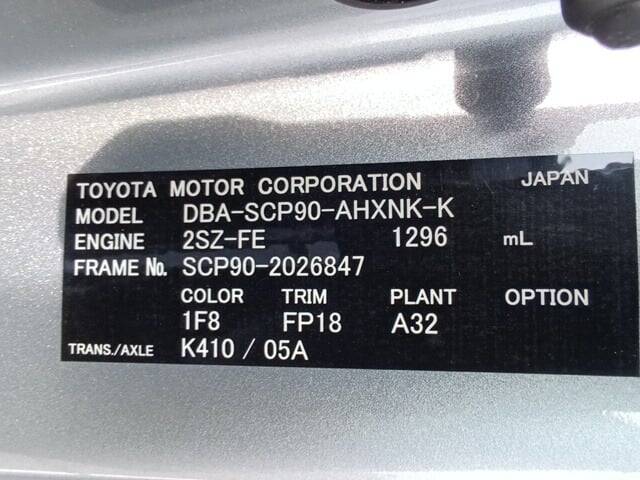 TOYOTA MOTOR CORPORATION JAPAN
MODEL DBA-SCP90-AHXNK-K
ENGINE 2SZ-FE 1296 mL
FRAME No. SCP90-2026847
COLOR TRIM PLANT OPTION
1F8 FP18 A32
TRANS./AXLE K410 / 05A